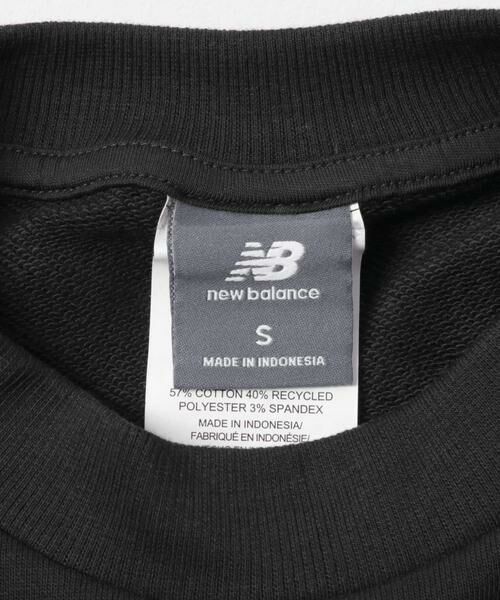 NB
new balance
S
MADE IN INDONESIA
57% COTTON 40% RECYCLED
POLYESTER 3% SPANDEX
MADE IN INDONESIA/
FABRIQUÉ EN INDONÉSIE/